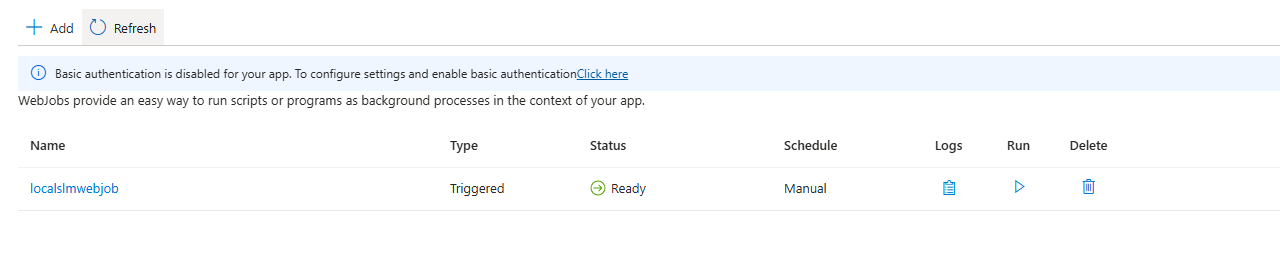 Add Refresh
Basic authentication is disabled for your app. To configure settings and enable basic authenticationClick here
WebJobs provide an easy way to run scripts or programs as background processes in the context of your app.
Name Type Status Schedule Logs Run Delete
localslmwebjob Triggered Ready Manual